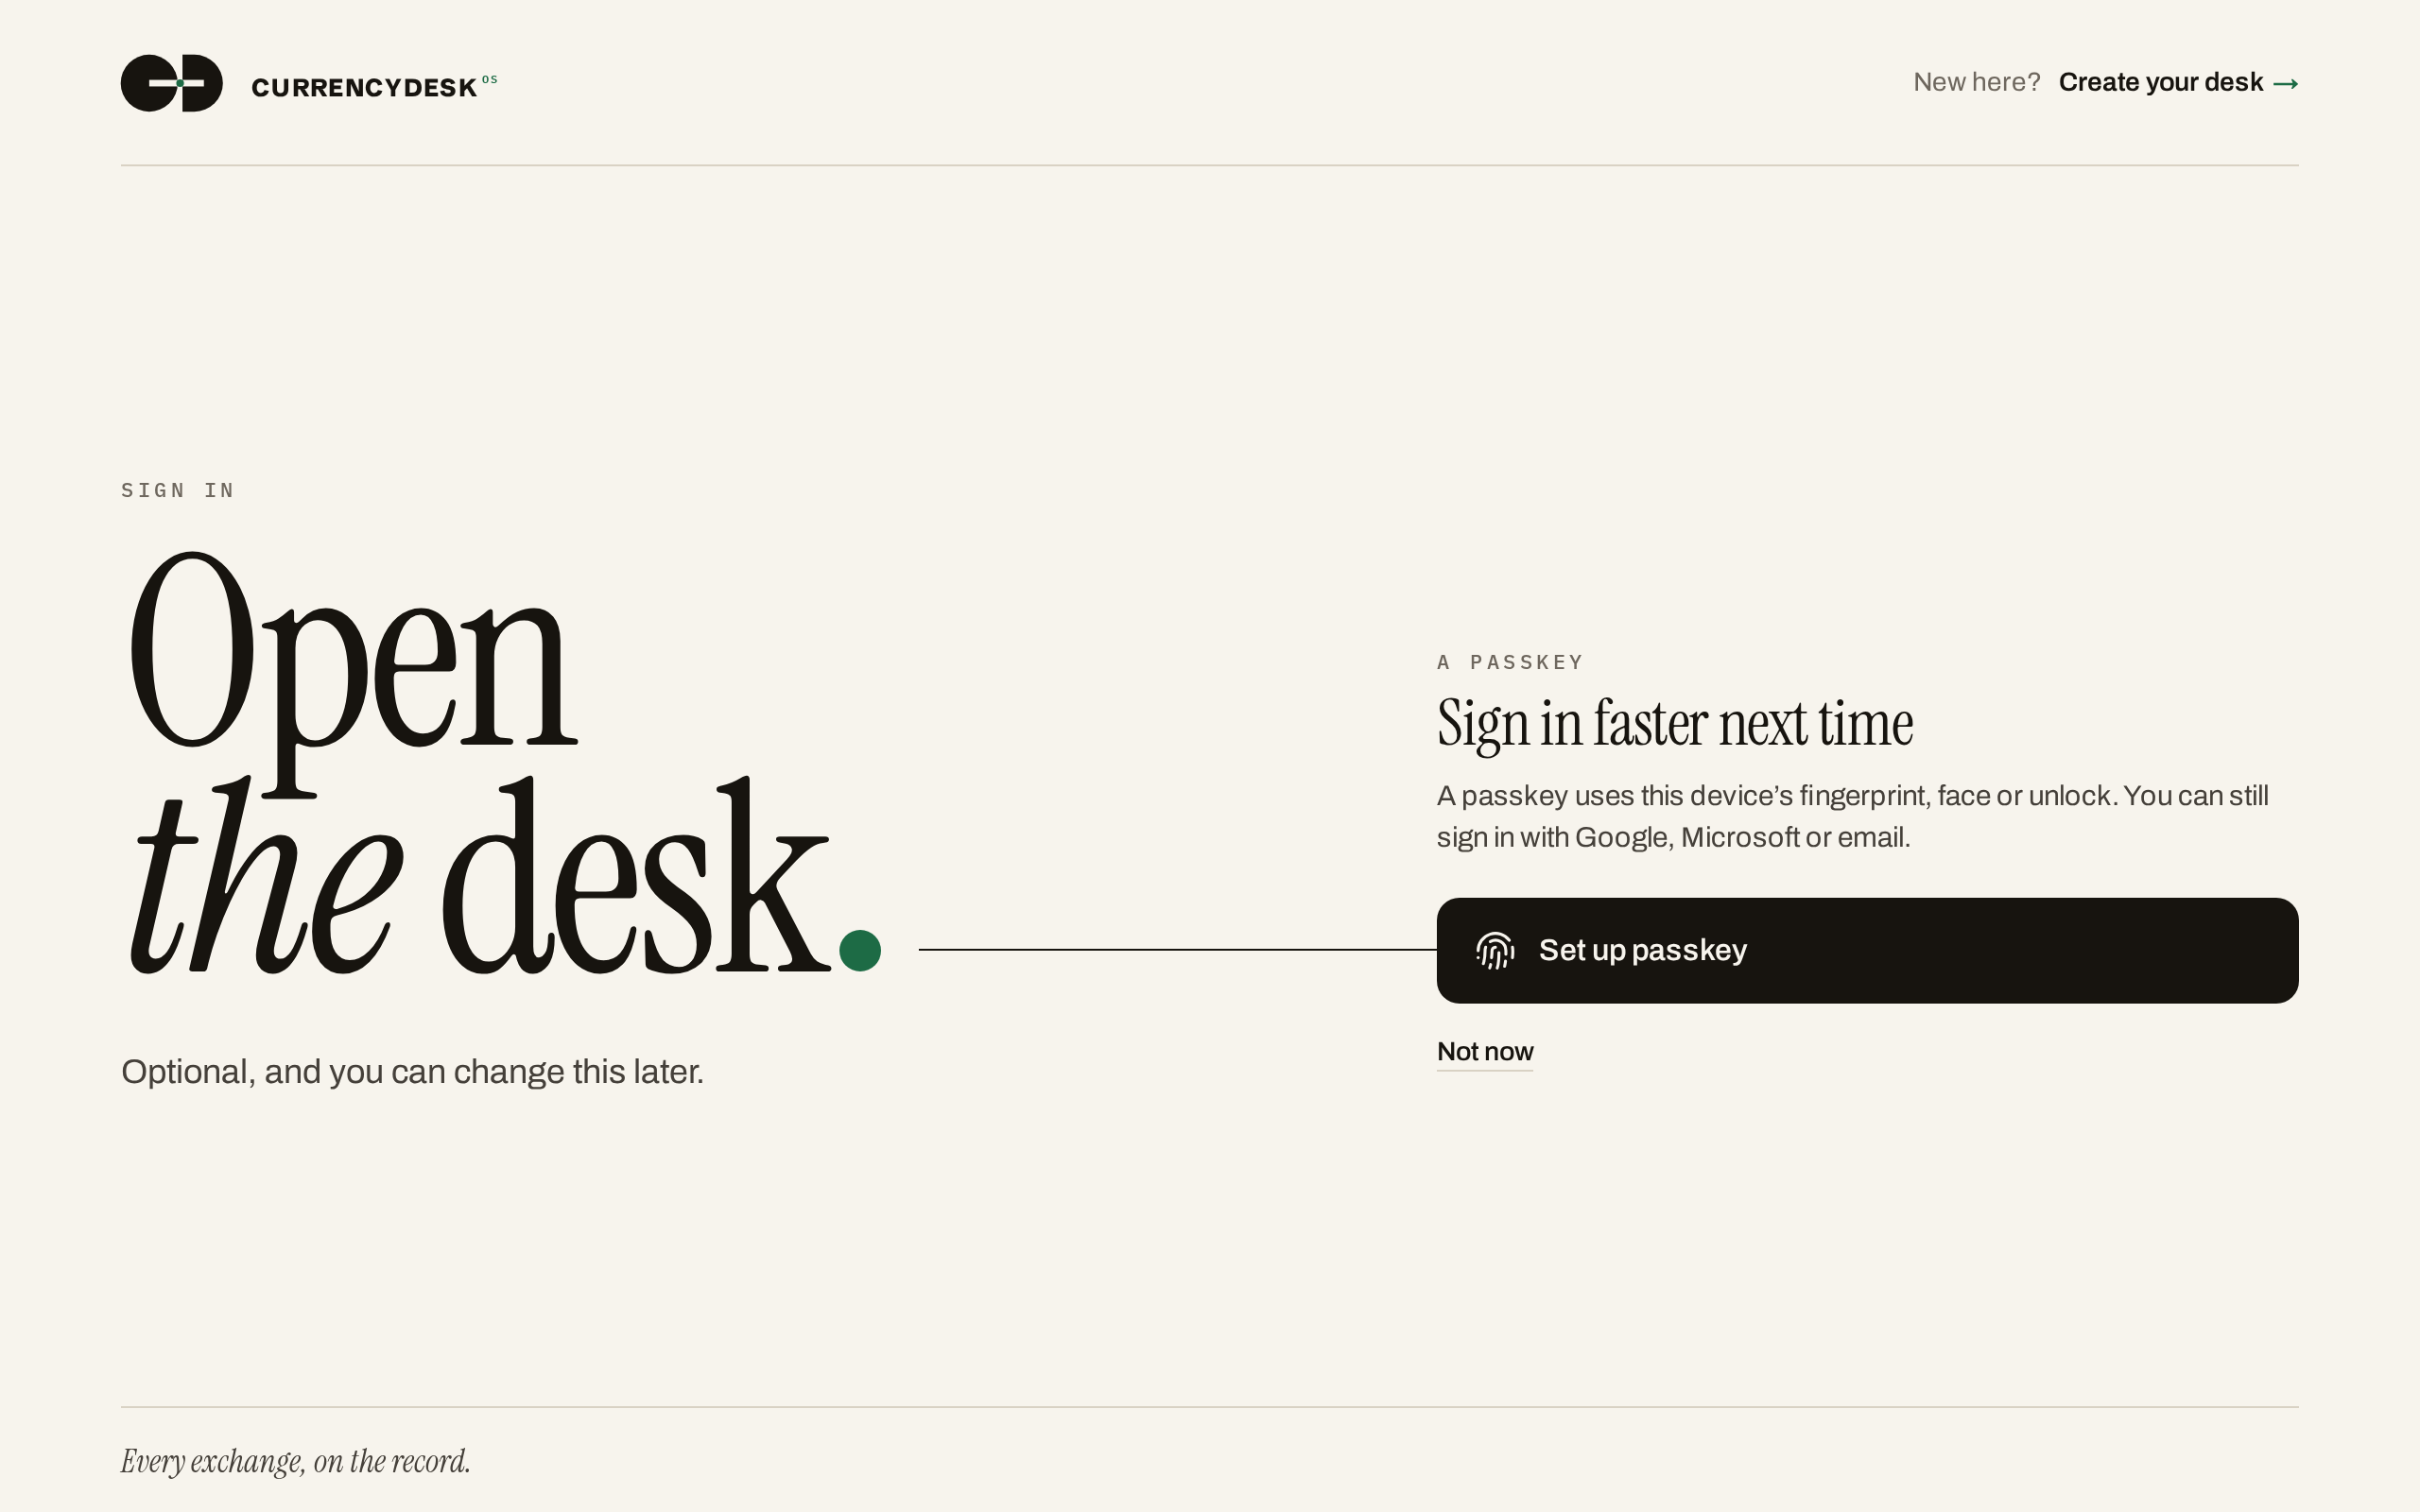 CURRENCYDESK OS
New here? Create your desk →
SIGN IN
Open
the desk.
Optional, and you can change this later.
A PASSKEY
Sign in faster next time
A passkey uses this device’s fingerprint, face or unlock. You can still
sign in with Google, Microsoft or email.
Set up passkey
Not now
Every exchange, on the record.